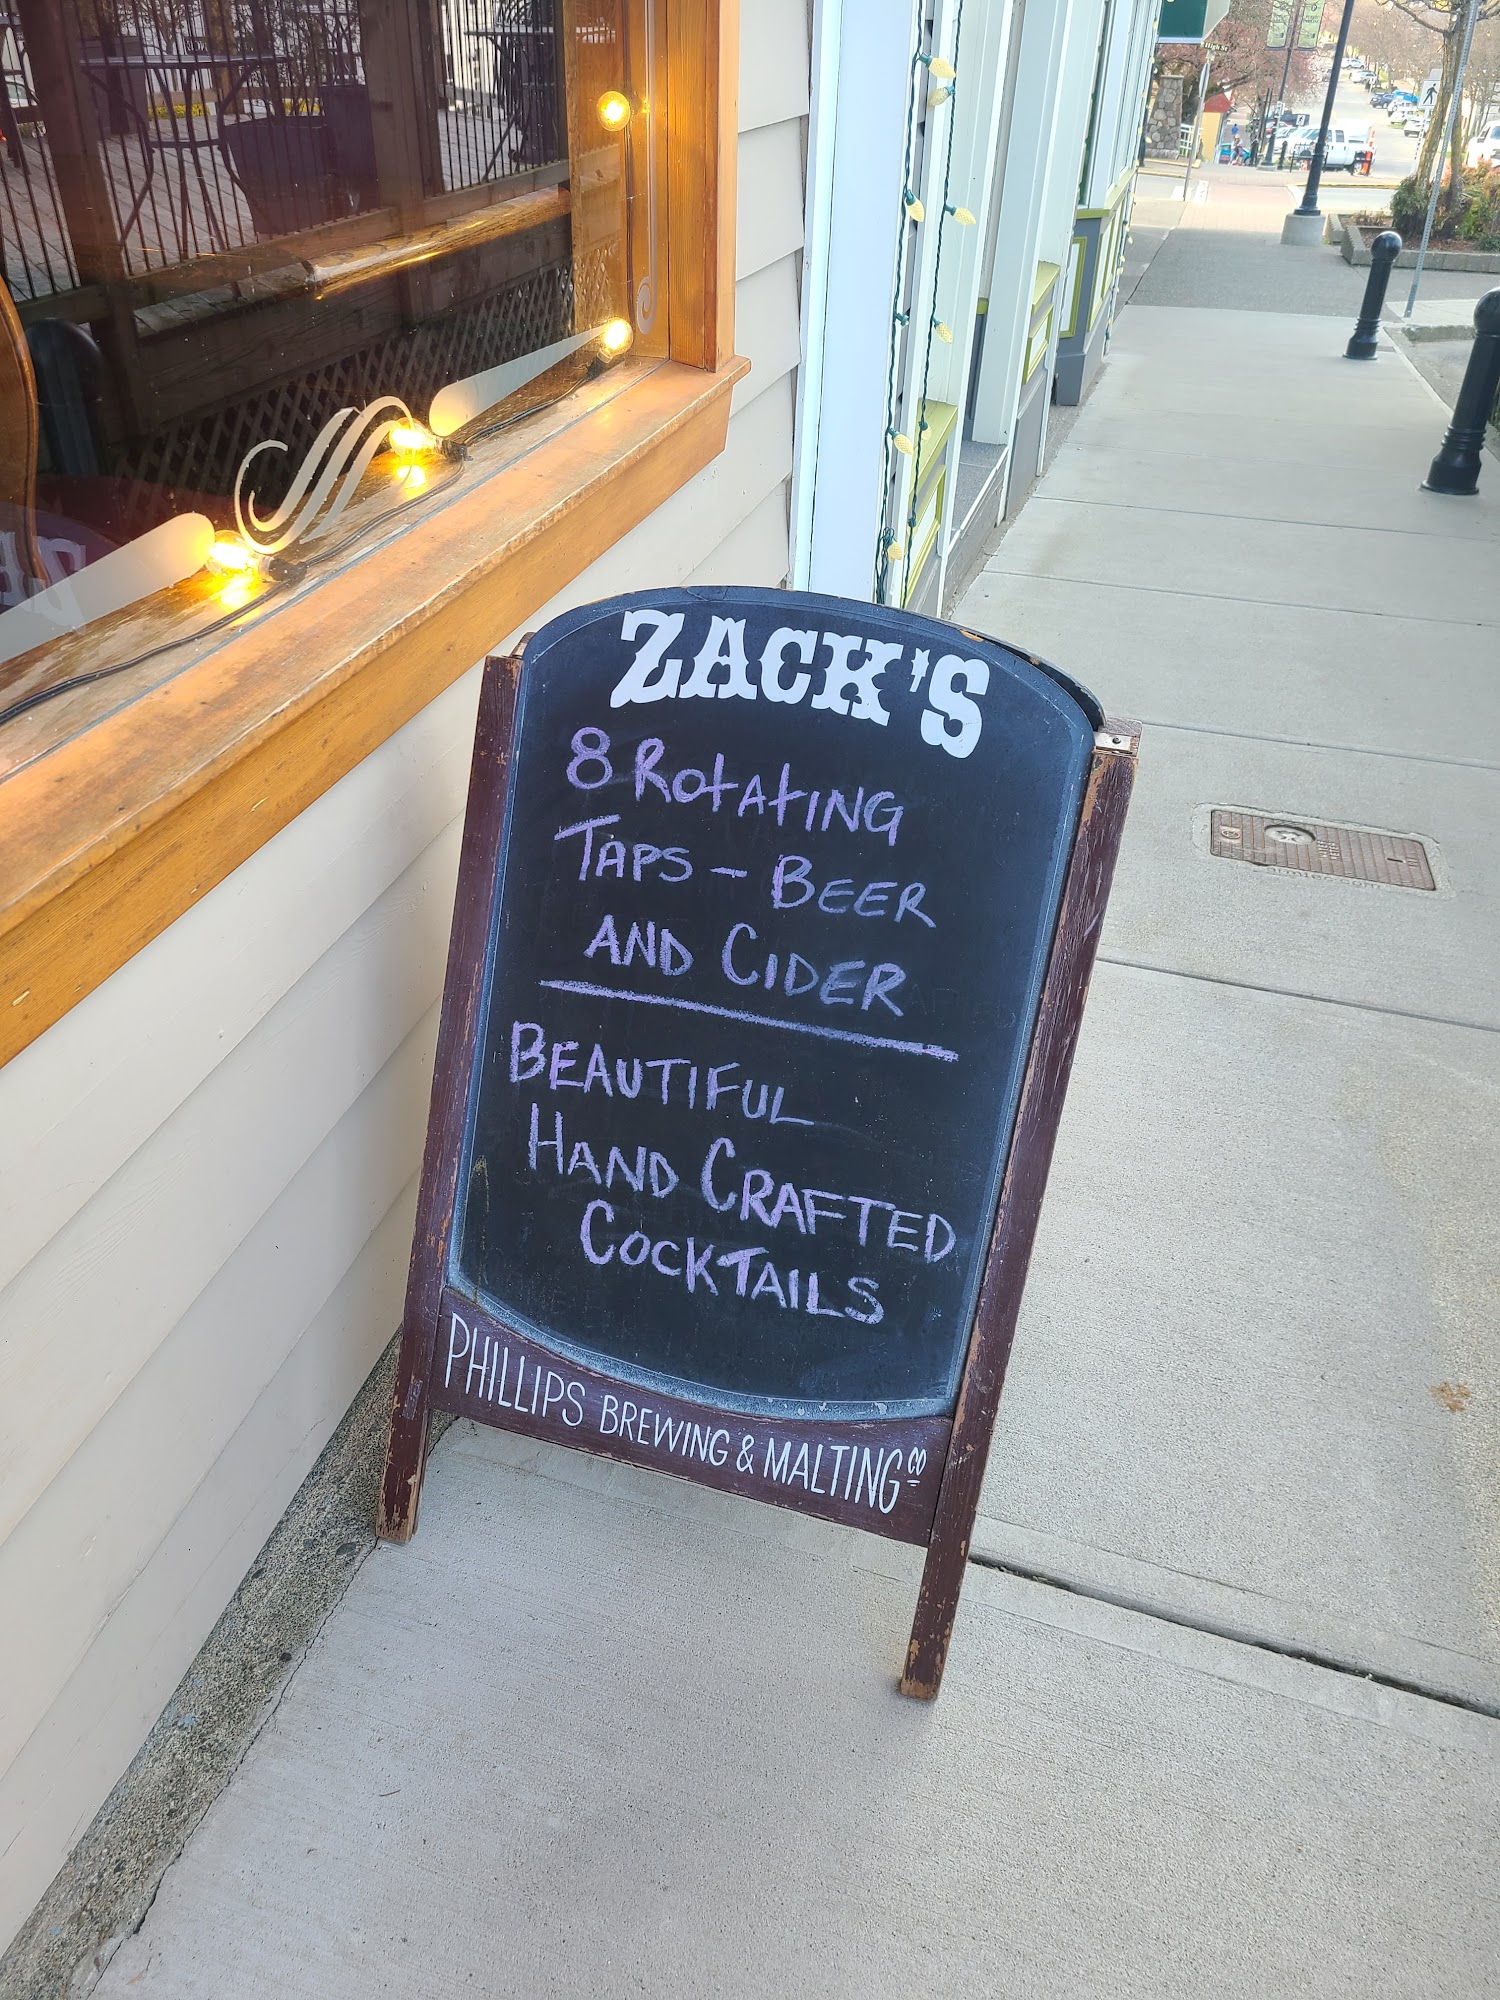 ZACK'S
8 ROtAtING
TAPS - BEER
AND CIDER
BEAUTIFUL
HAND CRAFTED
COCKTAILS
PHILLIPS BREWING & MALTING CO